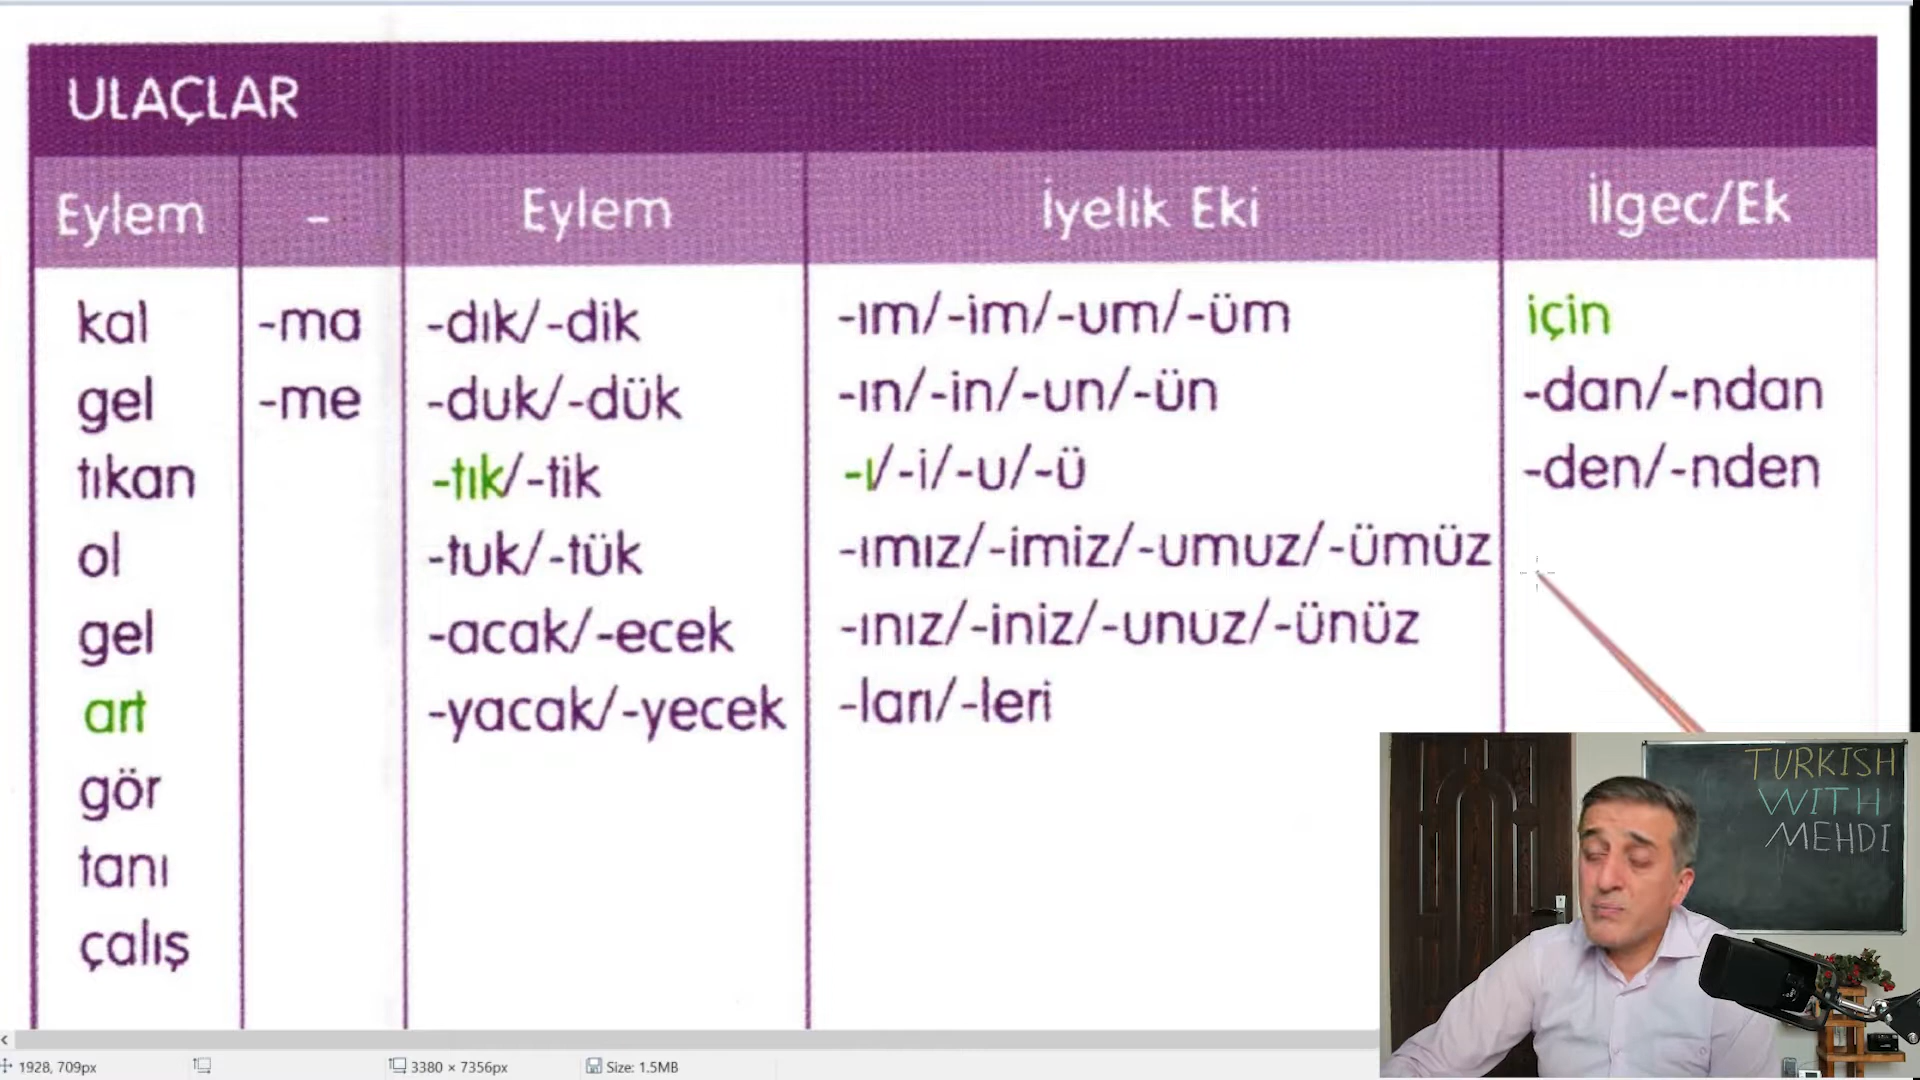 ULAÇLAR
Eylem - Eylem İyelik Eki İlgec/Ek
kal -ma -dık/-dik -ım/-im/-um/-üm için
gel -me -duk/-dük -ın/-in/-un/-ün -dan/-ndan
tıkan -tık/-tik -ı/-i/-u/-ü -den/-nden
ol -tuk/-tük -ımız/-imiz/-umuz/-ümüz
gel -acak/-ecek -ınız/-iniz/-unuz/-ünüz
art -yacak/-yecek -ları/-leri
gör
tanı
çalış
TURKISH
WITH
MEHDI
1928, 709px 3380 × 7356px Size: 1.5MB